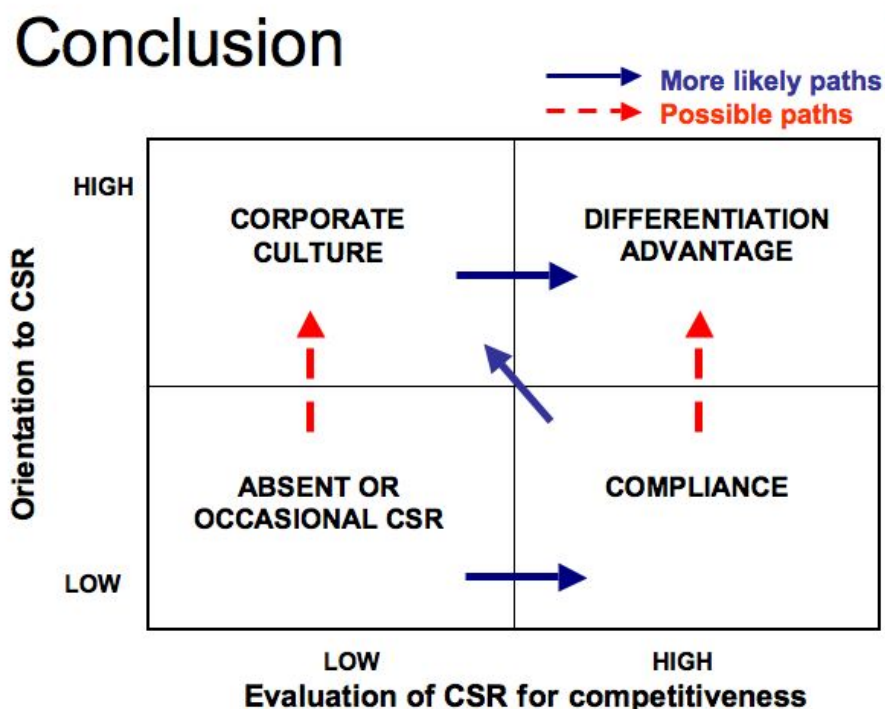 Conclusion
More likely paths
Possible paths
HIGH
CORPORATE
CULTURE
DIFFERENTIATION
ADVANTAGE
Orientation to CSR
ABSENT OR
OCCASIONAL CSR
COMPLIANCE
LOW
LOW
HIGH
Evaluation of CSR for competitiveness